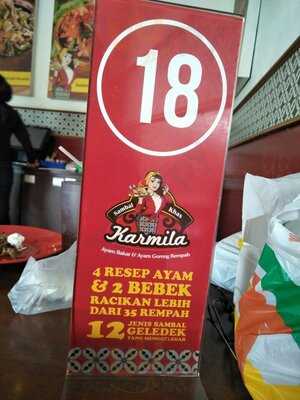 18
Sambal Khas
Karmila
Ayam Bakar & Ayam Goreng Rempah
4 RESEP AYAM
& 2 BEBEK
RACIKAN LEBIH
DARI 35 REMPAH
12 JENIS SAMBAL
GELEDEK
YANG MENGGELEGAR